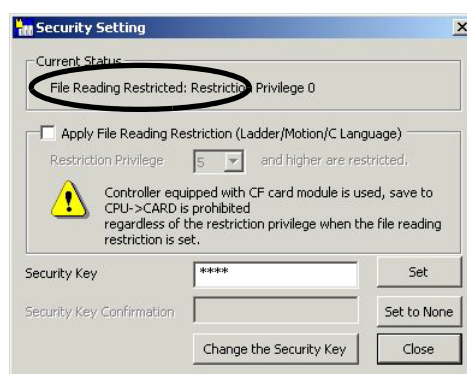 Security Setting
Current Status
File Reading Restricted: Restriction Privilege 0
Apply File Reading Restriction (Ladder/Motion/C Language)
Restriction Privilege 5 and higher are restricted.
Controller equipped with CF card module is used, save to
CPU->CARD is prohibited
regardless of the restriction privilege when the file reading
restriction is set.
Security Key **** Set
Security Key Confirmation Set to None
Change the Security Key Close